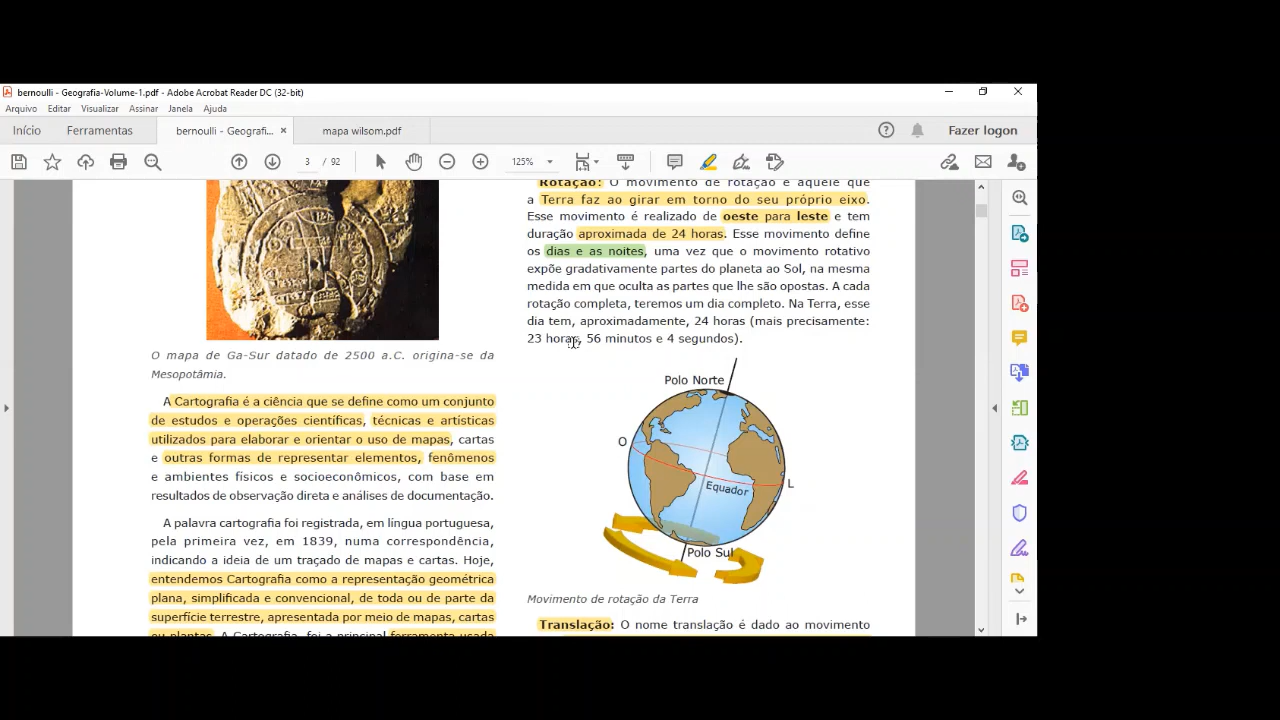 bernoulli - Geografia-Volume-1.pdf - Adobe Acrobat Reader DC (32-bit)
Arquivo Editar Visualizar Assinar Janela Ajuda
Início Ferramentas bernoulli - Geografi... × mapa wilsom.pdf Fazer logon
3 / 92 125%
O mapa de Ga-Sur datado de 2500 a.C. origina-se da
Mesopotâmia.
A Cartografia é a ciência que se define como um conjunto
de estudos e operações científicas, técnicas e artísticas
utilizados para elaborar e orientar o uso de mapas, cartas
e outras formas de representar elementos, fenômenos
e ambientes físicos e socioeconômicos, com base em
resultados de observação direta e análises de documentação.
A palavra cartografia foi registrada, em língua portuguesa,
pela primeira vez, em 1839, numa correspondência,
indicando a ideia de um traçado de mapas e cartas. Hoje,
entendemos Cartografia como a representação geométrica
plana, simplificada e convencional, de toda ou de parte da
superfície terrestre, apresentada por meio de mapas, cartas
ou plantas. A Cartografia, foi a principal ferramenta usada
Rotação: O movimento de rotação é aquele que
a Terra faz ao girar em torno do seu próprio eixo.
Esse movimento é realizado de oeste para leste e tem
duração aproximada de 24 horas. Esse movimento define
os dias e as noites, uma vez que o movimento rotativo
expõe gradativamente partes do planeta ao Sol, na mesma
medida em que oculta as partes que lhe são opostas. A cada
rotação completa, teremos um dia completo. Na Terra, esse
dia tem, aproximadamente, 24 horas (mais precisamente:
23 horas, 56 minutos e 4 segundos).
Polo Norte
O
Equador
L
Polo Sul
Movimento de rotação da Terra
Translação: O nome translação é dado ao movimento